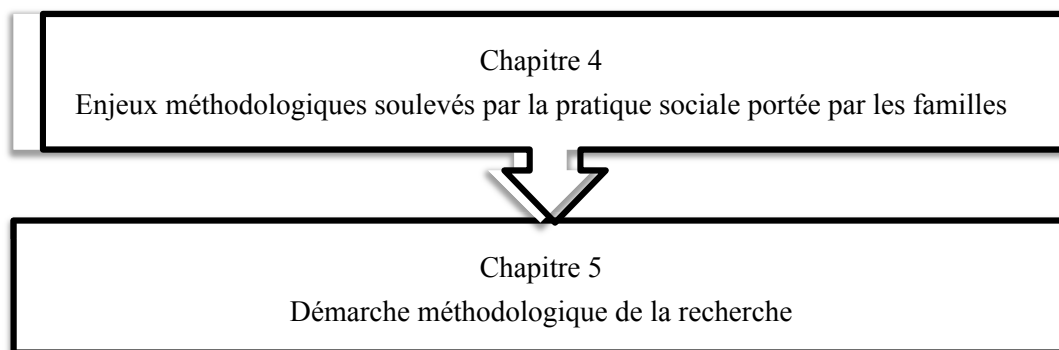 Chapitre 4
Enjeux méthodologiques soulevés par la pratique sociale portée par les familles
Chapitre 5
Démarche méthodologique de la recherche